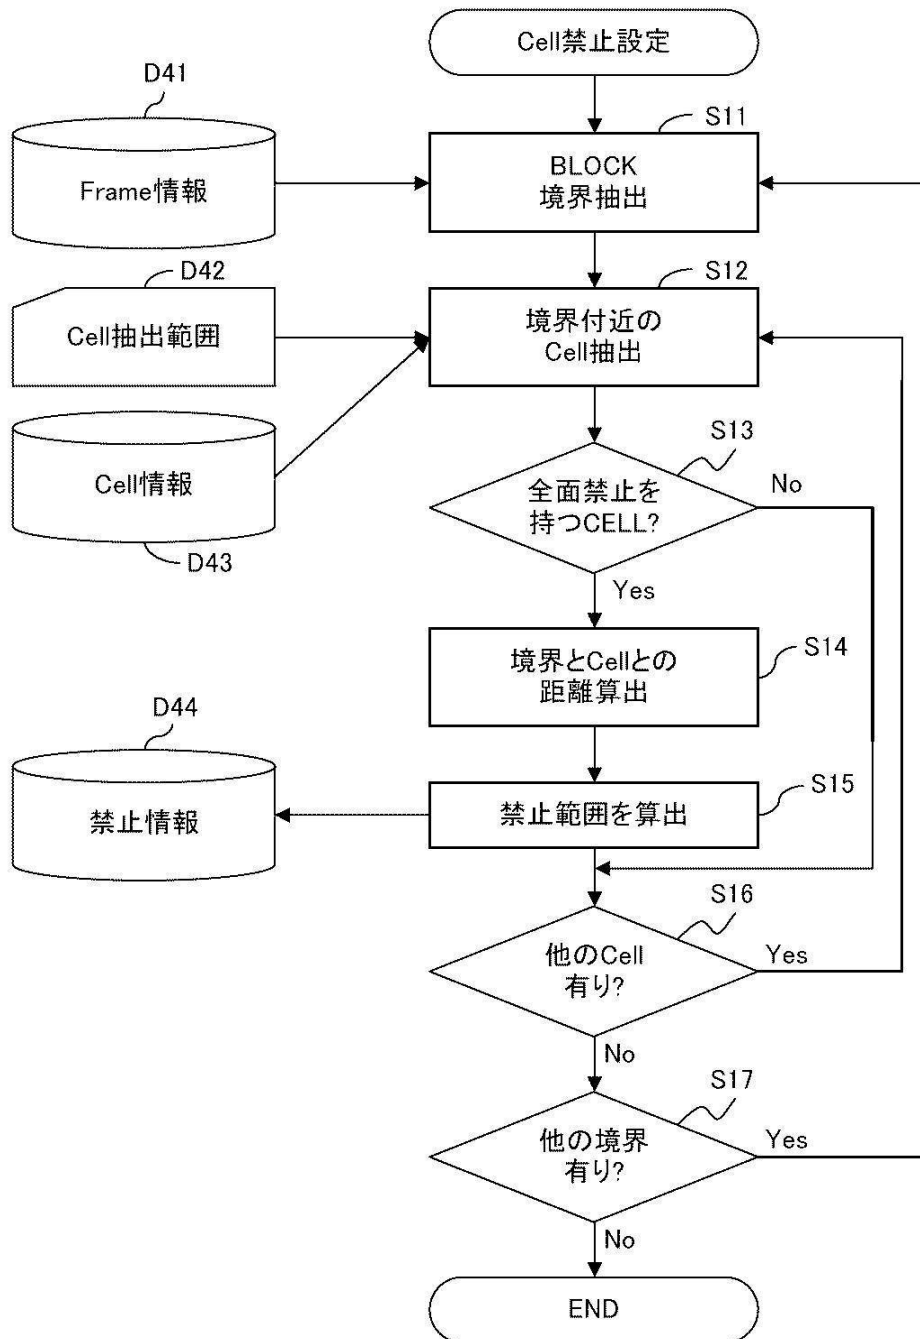 Cell禁止設定
D41
S11
Frame情報
BLOCK
境界抽出
D42
S12
Cell抽出範囲
境界付近の
Cell抽出
Cell情報
D43
S13
全面禁止を
持つCELL?
No
Yes
S14
境界とCellとの
距離算出
D44
S15
禁止情報
禁止範囲を算出
S16
他のCell
有り?
Yes
No
S17
他の境界
有り?
Yes
No
END